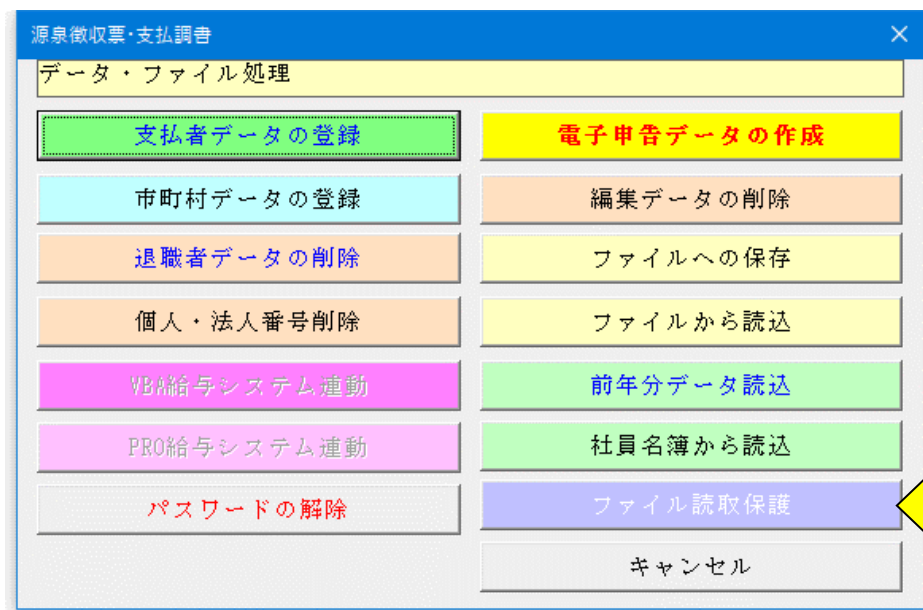 源泉徴収票・支払調書
データ・ファイル処理
支払者データの登録
電子申告データの作成
市町村データの登録
編集データの削除
退職者データの削除
ファイルへの保存
個人・法人番号削除
ファイルから読込
VBA給与システム連動
前年分データ読込
PRO給与システム連動
社員名簿から読込
パスワードの解除
ファイル読取保護
キャンセル